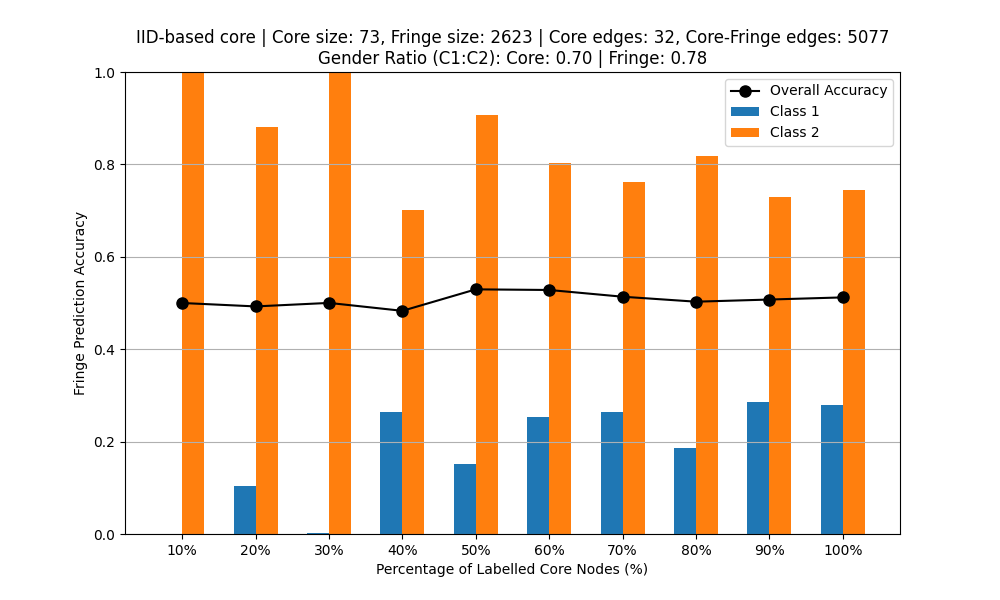 IID-based core | Core size: 73, Fringe size: 2623 | Core edges: 32, Core-Fringe edges: 5077
Gender Ratio (C1:C2): Core: 0.70 | Fringe: 0.78
Overall Accuracy
Class 1
Class 2
Fringe Prediction Accuracy
1.0
0.8
0.6
0.4
0.2
0.0
10% 20% 30% 40% 50% 60% 70% 80% 90% 100%
Percentage of Labelled Core Nodes (%)